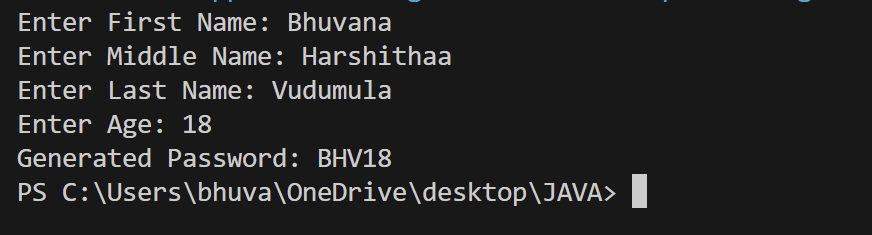 Enter First Name: Bhuvana
Enter Middle Name: Harshithaa
Enter Last Name: Vudumula
Enter Age: 18
Generated Password: BHV18
PS C:\Users\bhuva\OneDrive\desktop\JAVA>